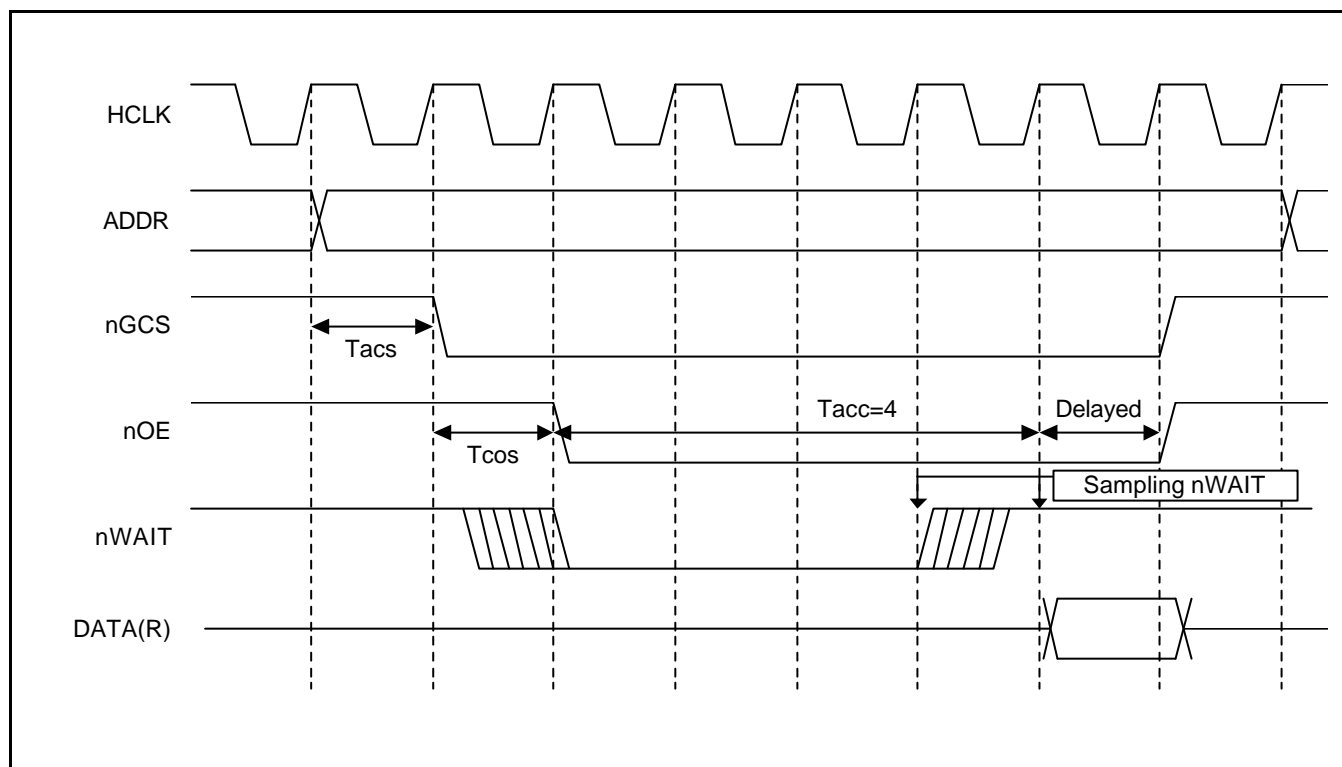 HCLK
ADDR
nGCS
Tacs
nOE
Tcos
Tacc=4
Delayed
Sampling nWAIT
nWAIT
DATA(R)